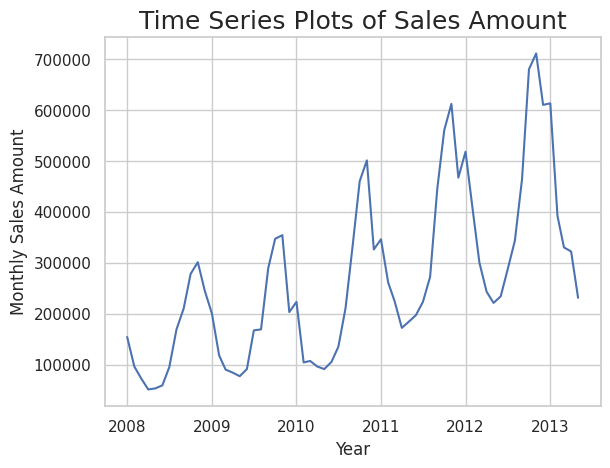 Time Series Plots of Sales Amount
700000
600000
500000
400000
300000
200000
100000
Monthly Sales Amount
2008 2009 2010 2011 2012 2013
Year